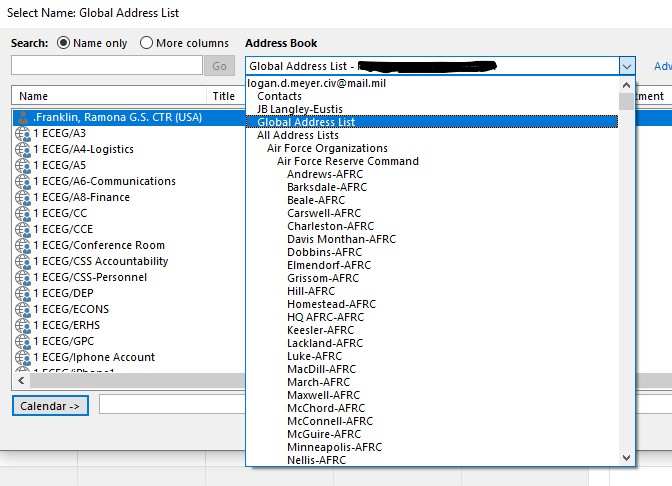 Select Name: Global Address List
Search: Name only More columns Address Book
Go Global Address List - Adv
Name Title tment
logan.d.meyer.civ@mail.mil
Contacts
JB Langley-Eustis
Global Address List
All Address Lists
Air Force Organizations
Air Force Reserve Command
Andrews-AFRC
Barksdale-AFRC
Beale-AFRC
Carswell-AFRC
Charleston-AFRC
Davis Monthan-AFRC
Dobbins-AFRC
Elmendorf-AFRC
Grissom-AFRC
Hill-AFRC
Homestead-AFRC
HQ AFRC-AFRC
Keesler-AFRC
Lackland-AFRC
Luke-AFRC
MacDill-AFRC
March-AFRC
Maxwell-AFRC
McChord-AFRC
McConnell-AFRC
McGuire-AFRC
Minneapolis-AFRC
Nellis-AFRC
.Franklin, Ramona G.S. CTR (USA)
1 ECEG/A3
1 ECEG/A4-Logistics
1 ECEG/A5
1 ECEG/A6-Communications
1 ECEG/A8-Finance
1 ECEG/CC
1 ECEG/CCE
1 ECEG/Conference Room
1 ECEG/CSS Accountability
1 ECEG/CSS-Personnel
1 ECEG/DEP
1 ECEG/ECONS
1 ECEG/ERHS
1 ECEG/GPC
1 ECEG/Iphone Account
1 ECEG/iPhone1
Calendar ->